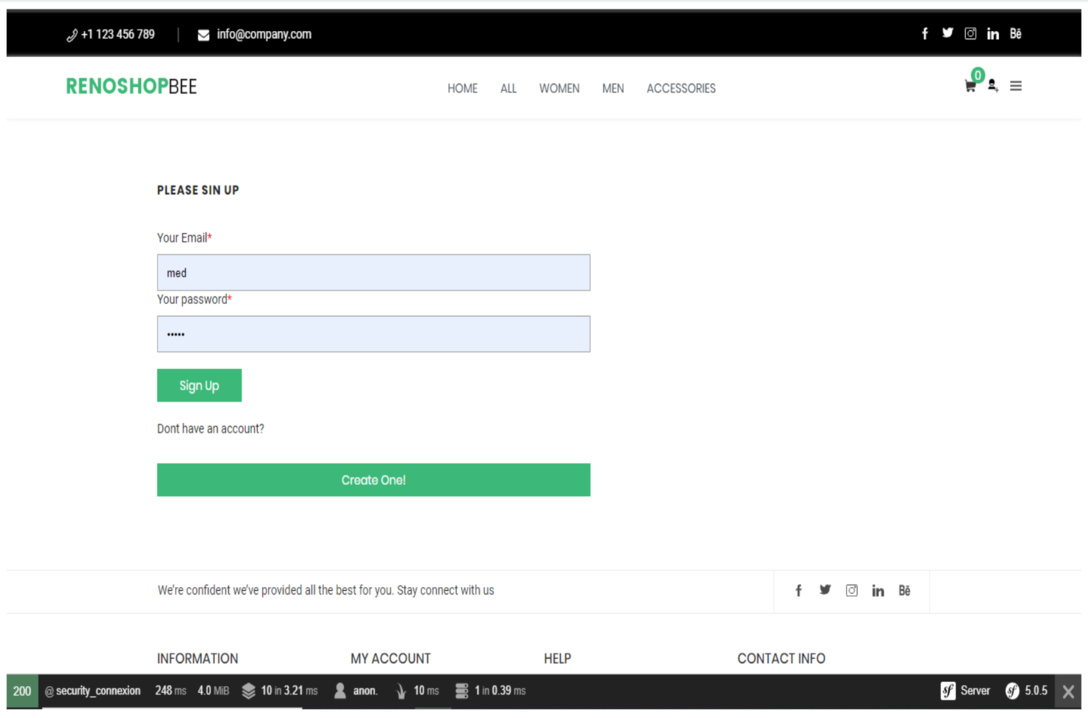 +1 123 456 789 | info@company.com
RENOSHOPBEE HOME ALL WOMEN MEN ACCESSORIES 0
PLEASE SIN UP
Your Email*
med
Your password*
•••••
Sign Up
Dont have an account?
Create One!
We're confident we've provided all the best for you. Stay connect with us
INFORMATION MY ACCOUNT HELP CONTACT INFO
200 @ security_connexion 248 ms 4.0 MiB 10 in 3.21 ms anon. 10 ms 1 in 0.39 ms sf Server sf 5.0.5